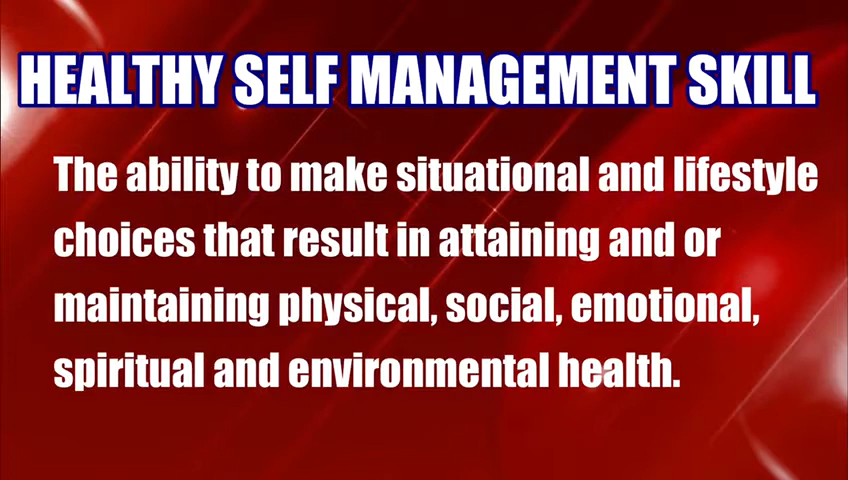 HEALTHY SELF MANAGEMENT SKILL
The ability to make situational and lifestyle
choices that result in attaining and or
maintaining physical, social, emotional,
spiritual and environmental health.